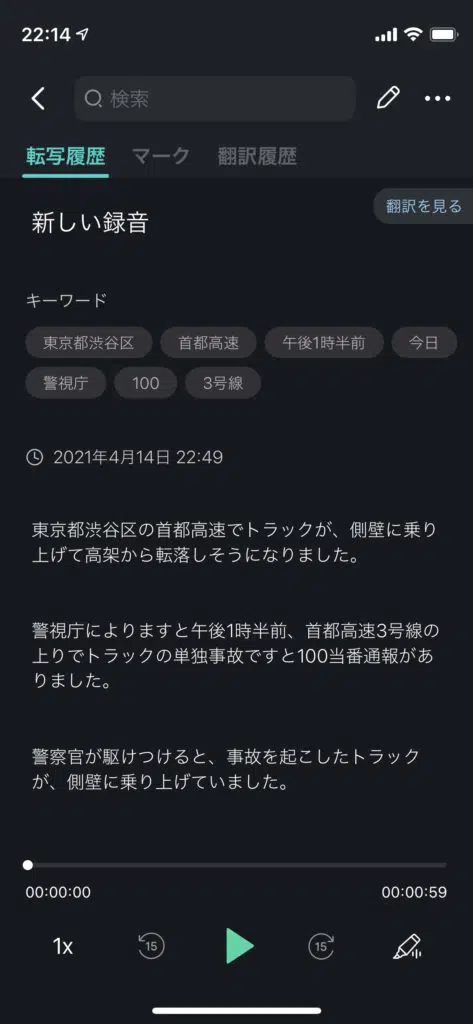 22:14
検索
転写履歴 マーク 翻訳履歴
翻訳を見る
新しい録音
キーワード
東京都渋谷区 首都高速 午後1時半前 今日
警視庁 100 3号線
2021年4月14日 22:49
東京都渋谷区の首都高速でトラックが、側壁に乗り
上げて高架から転落しそうになりました。
警視庁によりますと午後1時半前、首都高速3号線の
上りでトラックの単独事故ですと100当番通報があ
りました。
警察官が駆けつけると、事故を起こしたトラック
が、側壁に乗り上げていました。
00:00:00 00:00:59
1x 15 15